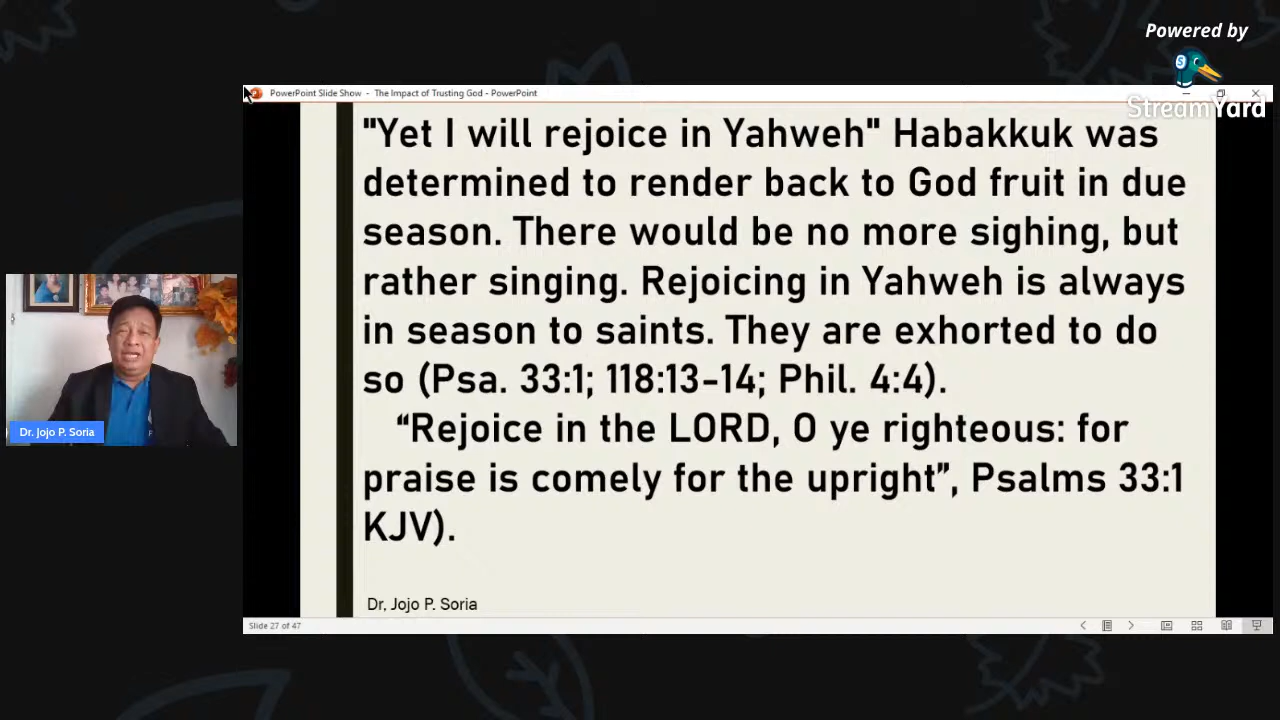 Powered by
StreamYard
PowerPoint Slide Show - The Impact of Trusting God - PowerPoint
"Yet I will rejoice in Yahweh" Habakkuk was
determined to render back to God fruit in due
season. There would be no more sighing, but
rather singing. Rejoicing in Yahweh is always
in season to saints. They are exhorted to do
so (Psa. 33:1; 118:13-14; Phil. 4:4).
“Rejoice in the LORD, O ye righteous: for
praise is comely for the upright”, Psalms 33:1
KJV).
Dr. Jojo P. Soria
Dr, Jojo P. Soria
Slide 27 of 47